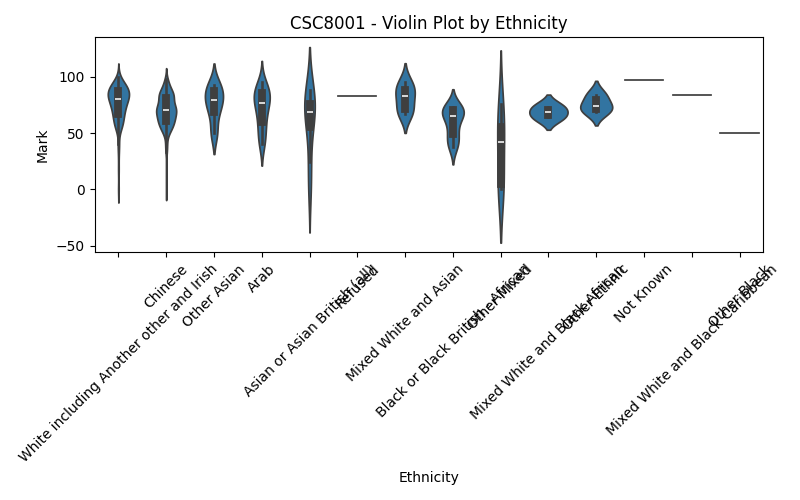 CSC8001 - Violin Plot by Ethnicity
Mark
100
50
0
−50
White including Another other and Irish
Chinese
Other Asian
Arab
Asian or Asian British (all)
Refused
Mixed White and Asian
Black or Black British - African
Other Mixed
Mixed White and Black African
Other Ethnic
Not Known
Mixed White and Black Caribbean
Other Black
Ethnicity